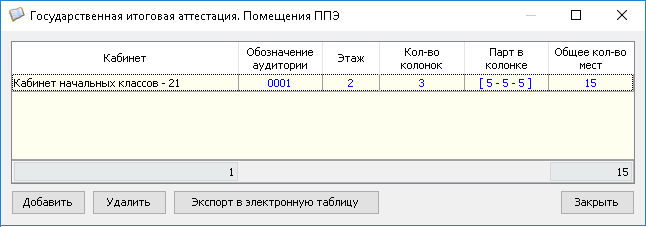 Государственная итоговая аттестация. Помещения ППЭ
Кабинет
Обозначение
аудитории
Этаж
Кол-во
колонок
Парт в
колонке
Общее кол-во
мест
Кабинет начальных классов - 21 0001 2 3 [ 5 - 5 - 5 ] 15
1 15
Добавить Удалить Экспорт в электронную таблицу Закрыть